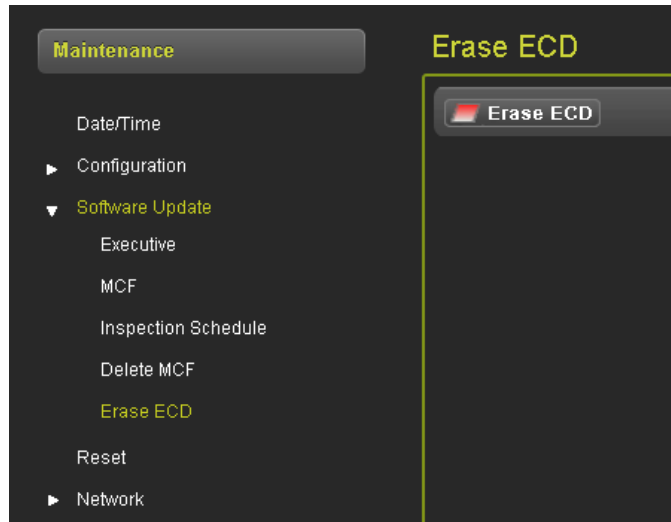 Maintenance
Date/Time
Configuration
Software Update
Executive
MCF
Inspection Schedule
Delete MCF
Erase ECD
Reset
Network
Erase ECD
Erase ECD